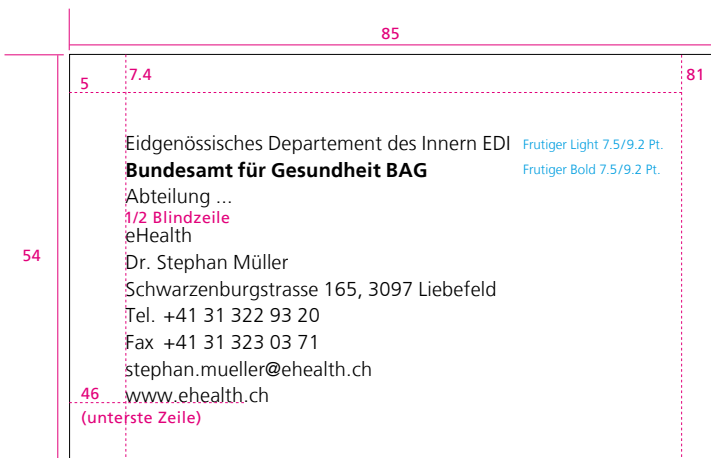 85
5
7.4
81
Eidgenössisches Departement des Innern EDI Frutiger Light 7.5/9.2 Pt.
Bundesamt für Gesundheit BAG Frutiger Bold 7.5/9.2 Pt.
Abteilung ...
1/2 Blindzeile
eHealth
54
Dr. Stephan Müller
Schwarzenburgstrasse 165, 3097 Liebefeld
Tel. +41 31 322 93 20
Fax +41 31 323 03 71
stephan.mueller@ehealth.ch
46 www.ehealth.ch
(unterste Zeile)